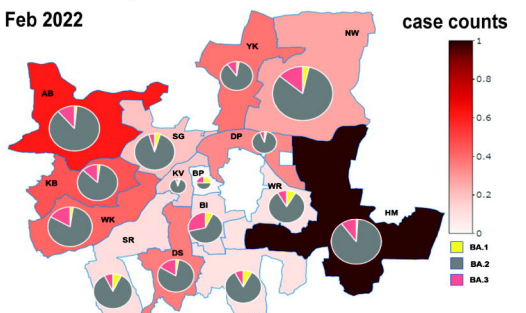 Feb 2022
case counts
YK
NW
1
0.8
0.6
0.4
0.2
0
AB
SG
DP
KB
KV
BP
WR
WK
BI
HM
SR
DS
BA.1
BA.2
BA.3